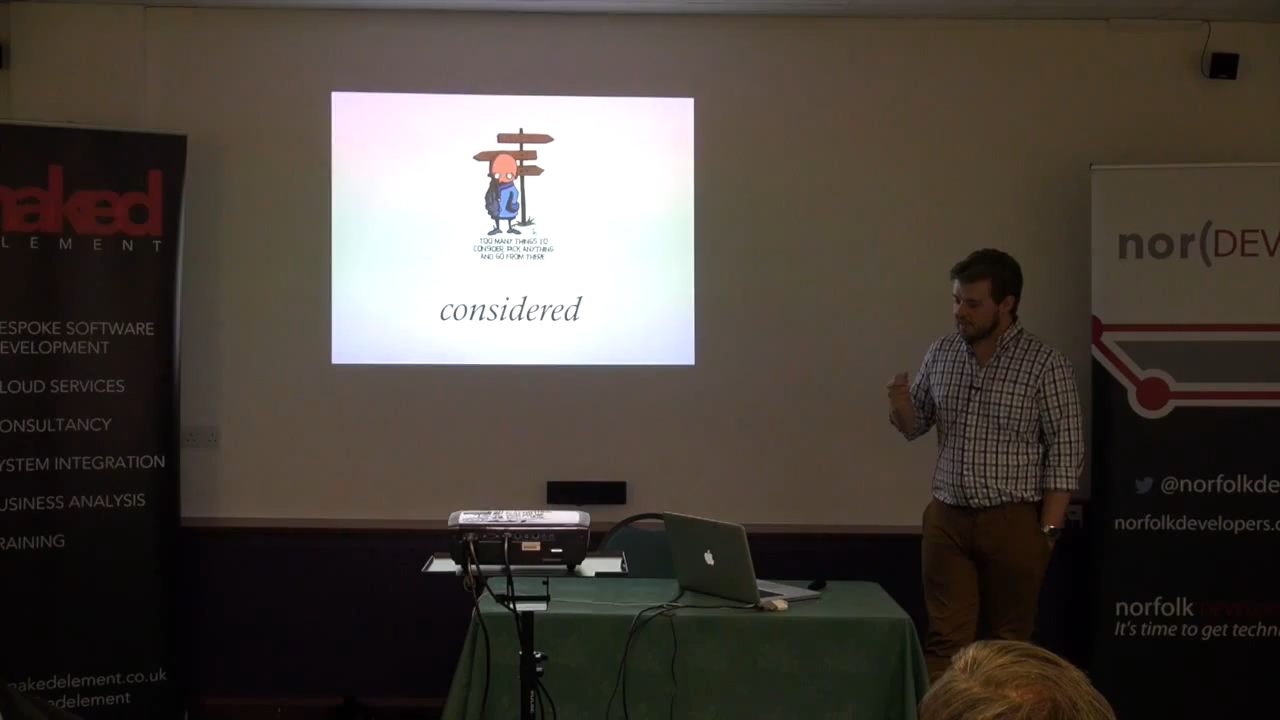 naked
ELEMENT
ESPOKE SOFTWARE
EVELOPMENT
LOUD SERVICES
ONSULTANCY
YSTEM INTEGRATION
USINESS ANALYSIS
RAINING
nakedelement.co.uk
edelement
TOO MANY THINGS TO
CONSIDER PICK ANYTHING
AND GO FROM THERE
considered
nor(DEV
@norfolkde
norfolkdevelopers.c
norfolk
It's time to get techn